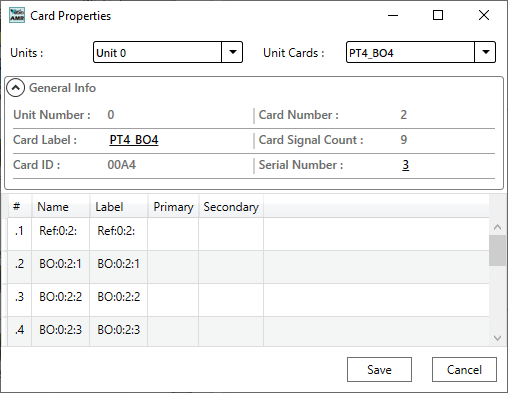 AMR Card Properties
Units : Unit 0 Unit Cards : PT4_BO4
General Info
Unit Number : 0 Card Number : 2
Card Label : PT4_BO4 Card Signal Count : 9
Card ID : 00A4 Serial Number : 3
# Name Label Primary Secondary
.1 Ref:0:2: Ref:0:2:
.2 BO:0:2:1 BO:0:2:1
.3 BO:0:2:2 BO:0:2:2
.4 BO:0:2:3 BO:0:2:3
Save Cancel